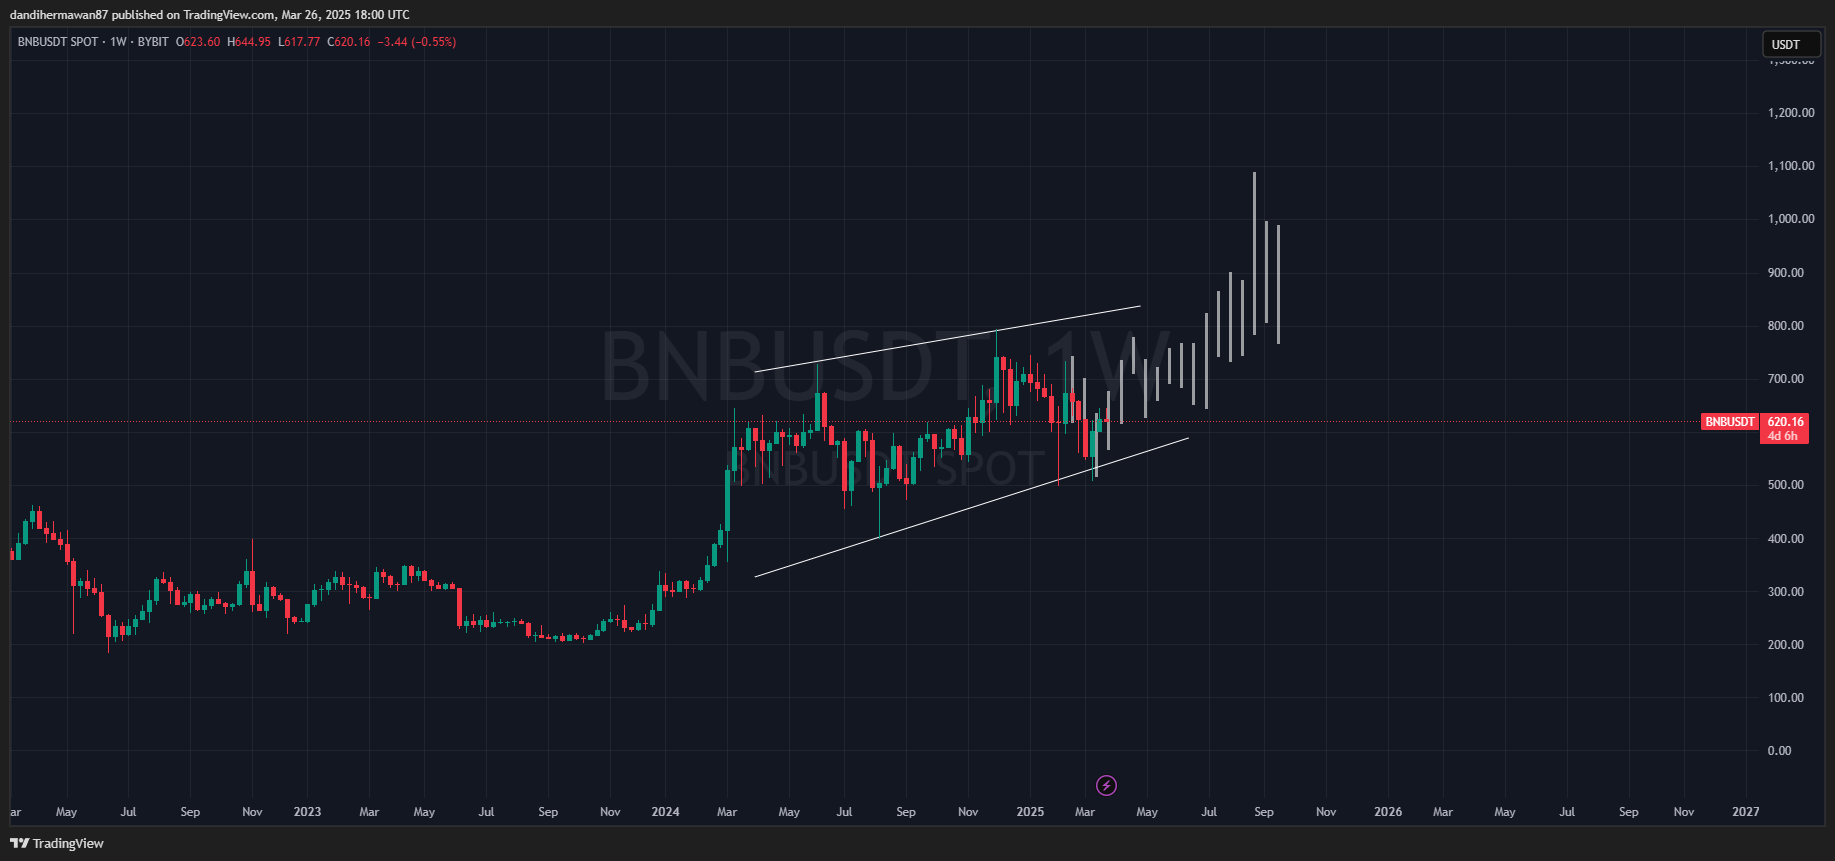 dandihermawan87 published on TradingView.com, Mar 26, 2025 18:00 UTC
BNBUSDT SPOT · 1W · BYBIT O623.60 H644.95 L617.77 C620.16 −3.44 (−0.55%)
USDT
1,300.00
1,200.00
1,100.00
1,000.00
900.00
800.00
BNBUSDT, 1W
700.00
BNBUSDT 620.16
4d 6h
BNBUSDT SPOT
500.00
400.00
300.00
200.00
100.00
0.00
ar May Jul Sep Nov 2023 Mar May Jul Sep Nov 2024 Mar May Jul Sep Nov 2025 Mar May Jul Sep Nov 2026 Mar May Jul Sep Nov 2027
TradingView